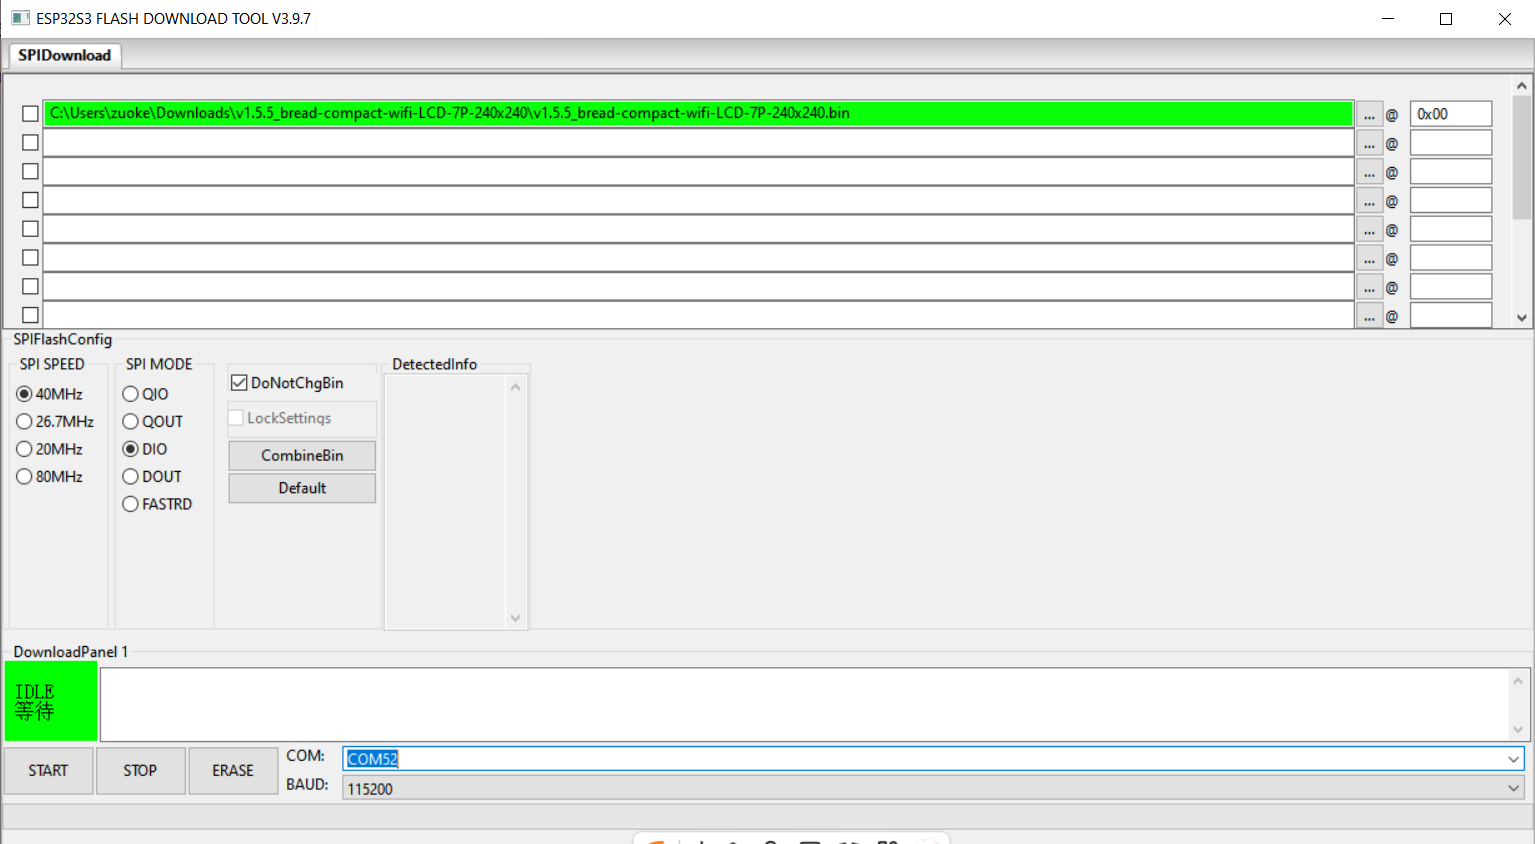 ESP32S3 FLASH DOWNLOAD TOOL V3.9.7
SPIDownload
C:\Users\zuoke\Downloads\v1.5.5_bread-compact-wifi-LCD-7P-240x240\v1.5.5_bread-compact-wifi-LCD-7P-240x240.bin ... @ 0x00
... @
... @
... @
... @
... @
... @
... @
SPIFlashConfig
SPI SPEED
40MHz
26.7MHz
20MHz
80MHz
SPI MODE
QIO
QOUT
DIO
DOUT
FASTRD
DoNotChgBin
LockSettings
CombineBin
Default
DetectedInfo
DownloadPanel 1
IDLE
等待
START
STOP
ERASE
COM:
COM52
BAUD:
115200